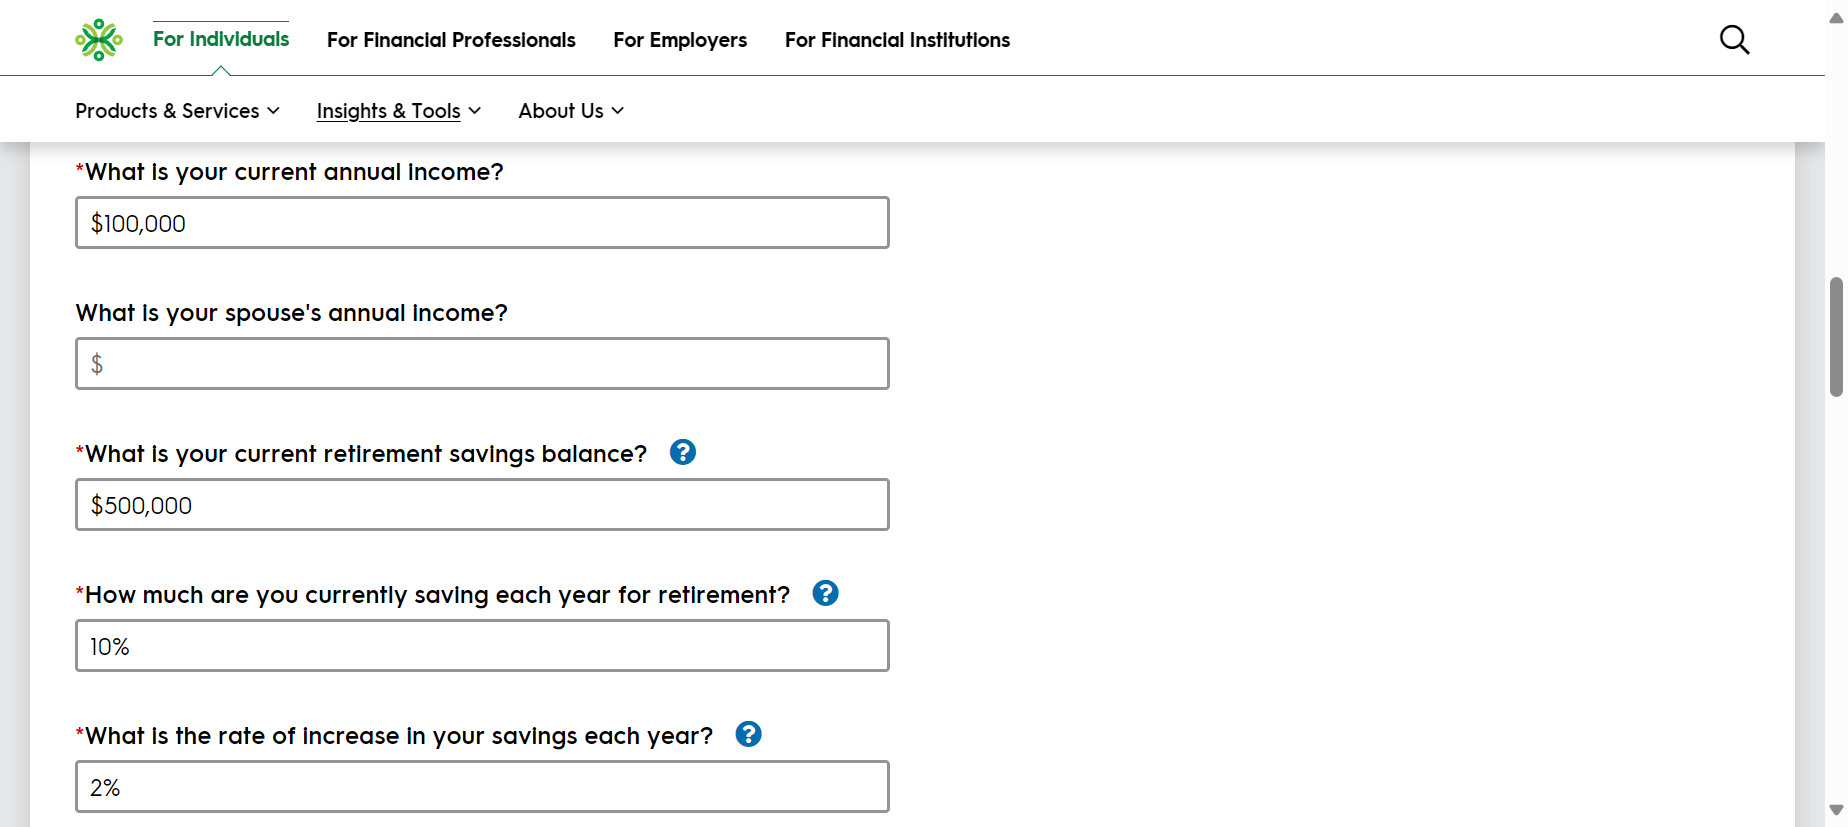 For Individuals For Financial Professionals For Employers For Financial Institutions
Products & Services Insights & Tools About Us
*What is your current annual income?
$100,000
What is your spouse's annual income?
$
*What is your current retirement savings balance? ?
$500,000
*How much are you currently saving each year for retirement? ?
10%
*What is the rate of increase in your savings each year? ?
2%